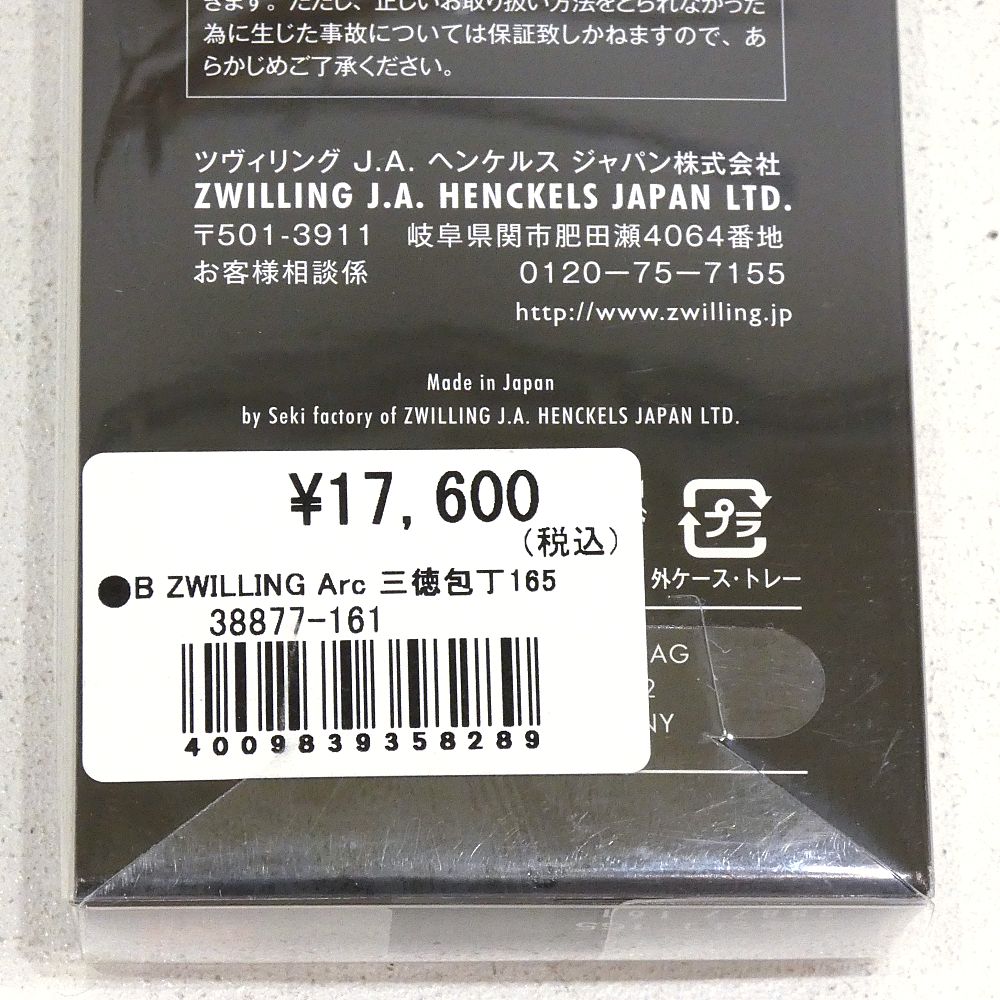 きます。ただし、正しいお取り扱い方法をとられなかった
為に生じた事故については保証致しかねますので、あ
らかじめご了承ください。
ツヴィリング J.A. ヘンケルス ジャパン株式会社
ZWILLING J.A. HENCKELS JAPAN LTD.
〒501-3911 岐阜県関市肥田瀬4064番地
お客様相談係 0120-75-7155
http://www.zwilling.jp
Made in Japan
by Seki factory of ZWILLING J.A. HENCKELS JAPAN LTD.
¥17,600
(税込)
●B ZWILLING Arc 三徳包丁165
38877-161
4009839358289
プラ
外ケース・トレー
AG
2
NY